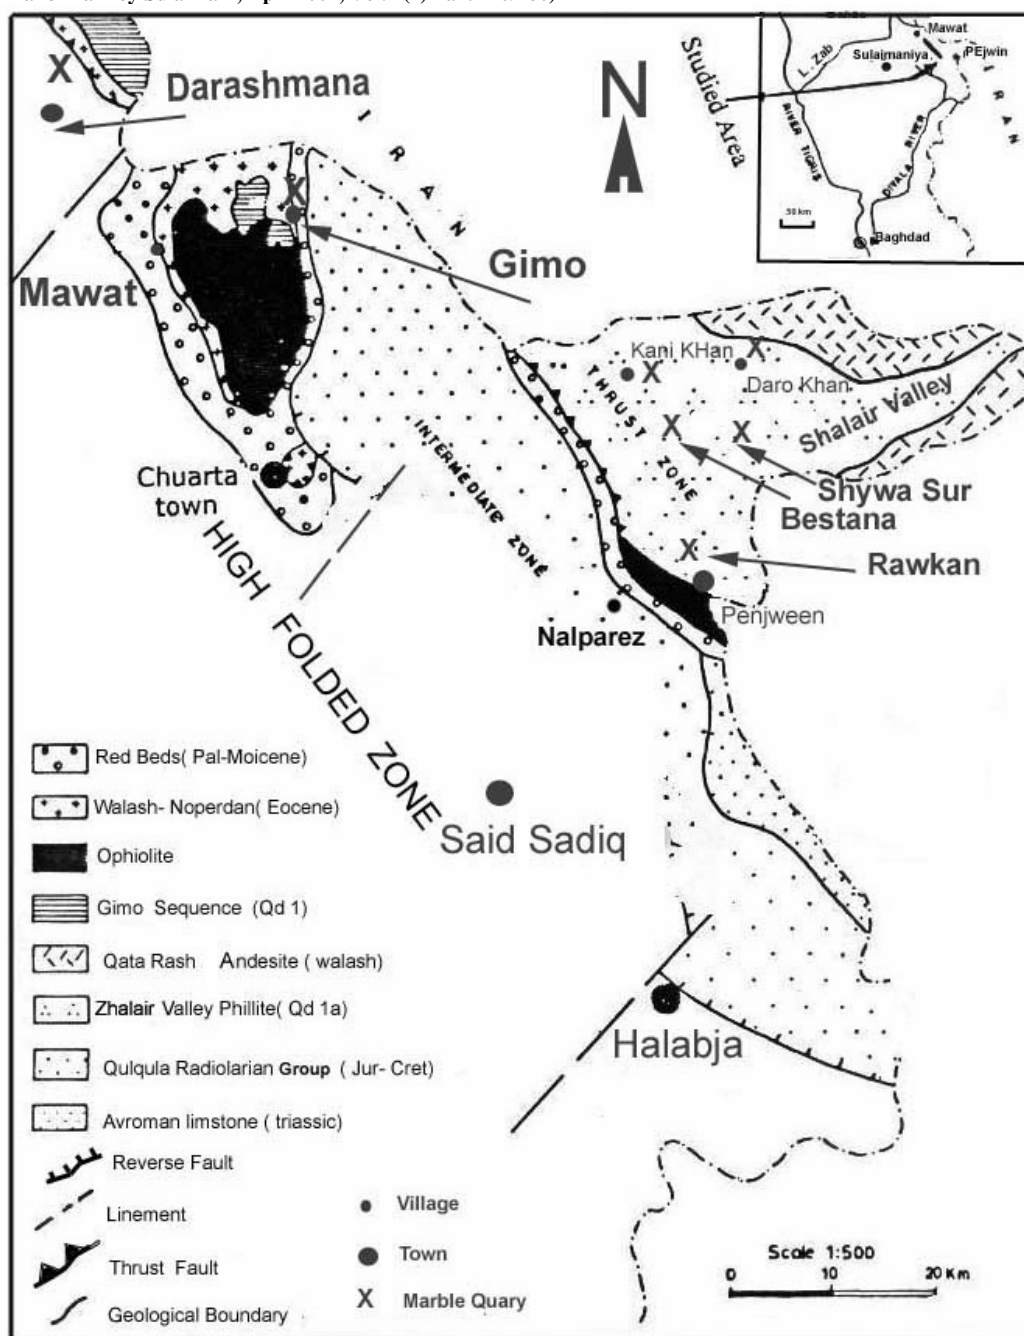 Mawat
Sulaimaniya
PEjwin
L. Zab
IRAN
RIVER TIGRIS
DIYALA RIVER
50 km
Baghdad
Studied Area
N
X
Darashmana
IRAN
X
Gimo
Mawat
Kani KHan
X
X
Daro Khan
THRUST ZONE
X
X
Shalair Valley
Shywa Sur
Bestana
INTERMEDIATE ZONE
Chuarta
town
X
Rawkan
HIGH FOLDED ZONE
Penjween
Nalparez
Said Sadiq
Halabja
Red Beds( Pal-Moicene)
Walash- Noperdan( Eocene)
Ophiolite
Gimo Sequence (Qd 1)
Qata Rash Andesite ( walash)
Zhalair Valley Phillite( Qd 1a)
Qulqula Radiolarian Group ( Jur- Cret)
Avroman limstone ( triassic)
Reverse Fault
Linement
Thrust Fault
Geological Boundary
Village
Town
X Marble Quary
Scale 1:500
0 10 20 Km